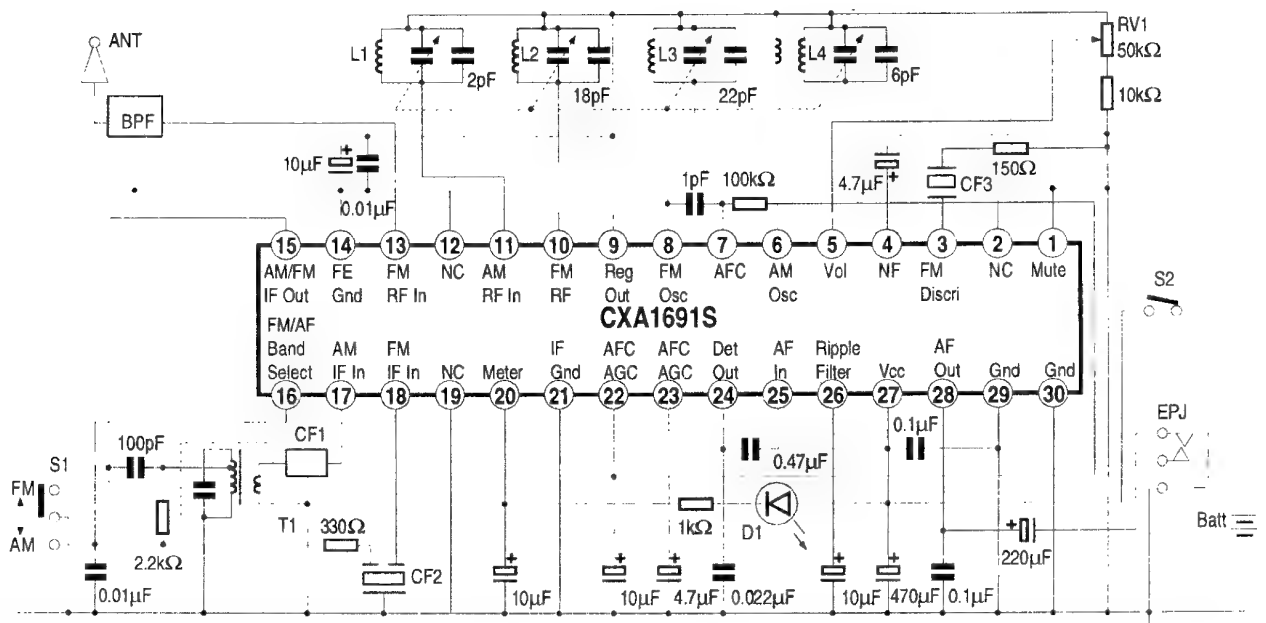 ANT
L1
L2
L3
L4
RV1
50kΩ
2pF
18pF
22pF
6pF
10kΩ
BPF
10µF
+
0.01µF
1pF
100kΩ
4.7µF
+
CF3
150Ω
15 14 13 12 11 10 9 8 7 6 5 4 3 2 1
AM/FM FE FM NC AM FM Reg FM AFC AM Vol NF FM NC Mute
IF Out Gnd RF In RF In RF Out Osc Osc Discri
CXA1691S
S2
FM/AF
Band AM FM IF AFC AFC Det AF Ripple AF
Select IF In IF In NC Meter Gnd AGC AGC Out In Filter Vcc Out Gnd Gnd
16 17 18 19 20 21 22 23 24 25 26 27 28 29 30
EPJ
100pF
CF1
0.1µF
S1
0.47µF
FM
AM
T1
330Ω
1kΩ
D1
Batt
2.2kΩ
+
220µF
CF2
0.01µF
+
10µF
+
10µF
+
4.7µF
0.022µF
+
10µF
+
470µF
0.1µF